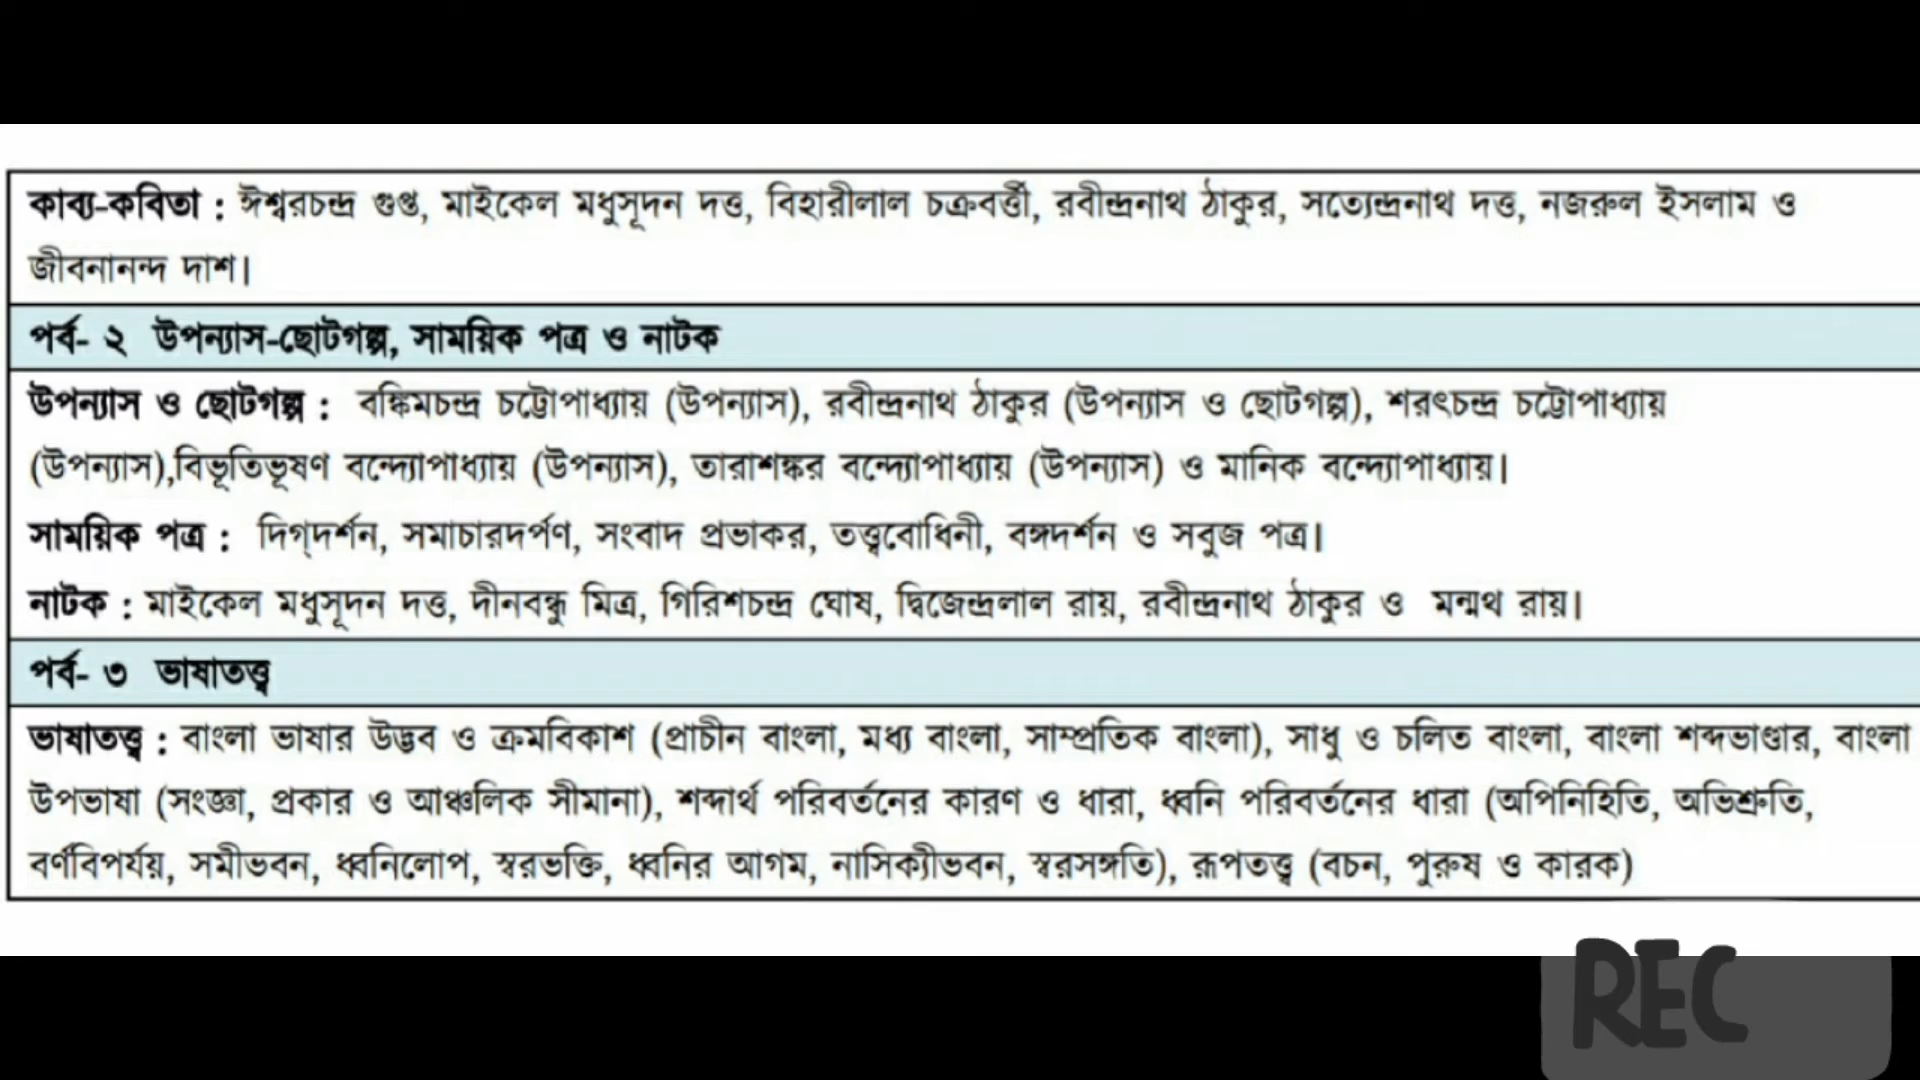 কাব্য-কবিতা : ঈশ্বরচন্দ্র গুপ্ত, মাইকেল মধুসূদন দত্ত, বিহারীলাল চক্রবর্ত্তী, রবীন্দ্রনাথ ঠাকুর, সত্যেন্দ্রনাথ দত্ত, নজরুল ইসলাম ও
জীবনানন্দ দাশ।
পর্ব- ২ উপন্যাস-ছোটগল্প, সাময়িক পত্র ও নাটক
উপন্যাস ও ছোটগল্প : বঙ্কিমচন্দ্র চট্টোপাধ্যায় (উপন্যাস), রবীন্দ্রনাথ ঠাকুর (উপন্যাস ও ছোটগল্প), শরৎচন্দ্র চট্টোপাধ্যায়
(উপন্যাস),বিভূতিভূষণ বন্দ্যোপাধ্যায় (উপন্যাস), তারাশঙ্কর বন্দ্যোপাধ্যায় (উপন্যাস) ও মানিক বন্দ্যোপাধ্যায়।
সাময়িক পত্র : দিগ্‌দর্শন, সমাচারদর্পণ, সংবাদ প্রভাকর, তত্ত্ববোধিনী, বঙ্গদর্শন ও সবুজ পত্র।
নাটক : মাইকেল মধুসূদন দত্ত, দীনবন্ধু মিত্র, গিরিশচন্দ্র ঘোষ, দ্বিজেন্দ্রলাল রায়, রবীন্দ্রনাথ ঠাকুর ও মন্মথ রায়।
পর্ব- ৩ ভাষাতত্ত্ব
ভাষাতত্ত্ব : বাংলা ভাষার উদ্ভব ও ক্রমবিকাশ (প্রাচীন বাংলা, মধ্য বাংলা, সাম্প্রতিক বাংলা), সাধু ও চলিত বাংলা, বাংলা শব্দভাণ্ডার, বাংলা
উপভাষা (সংজ্ঞা, প্রকার ও আঞ্চলিক সীমানা), শব্দার্থ পরিবর্তনের কারণ ও ধারা, ধ্বনি পরিবর্তনের ধারা (অপিনিহিতি, অভিশ্রুতি,
বর্ণবিপর্যয়, সমীভবন, ধ্বনিলোপ, স্বরভক্তি, ধ্বনির আগম, নাসিক্যীভবন, স্বরসঙ্গতি), রূপতত্ত্ব (বচন, পুরুষ ও কারক)
REC